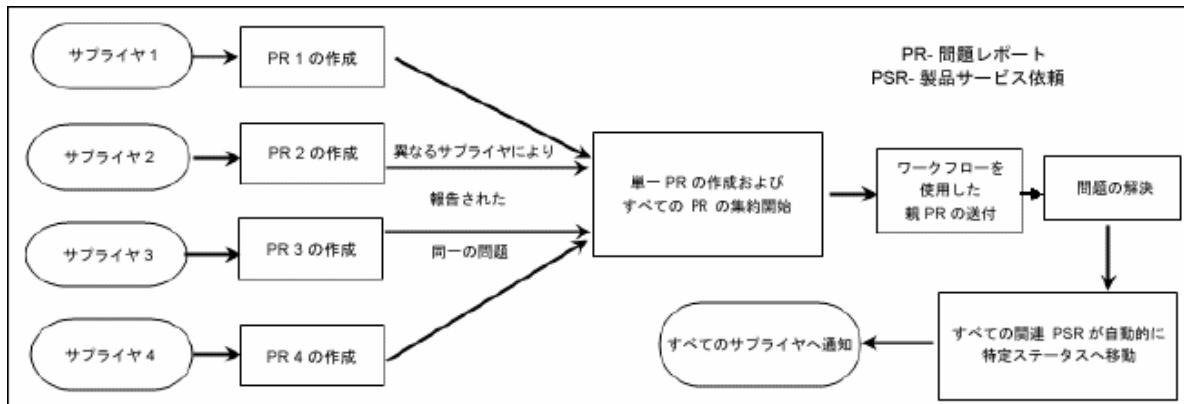 サプライヤ 1
PR 1 の作成
PR- 問題レポート
PSR- 製品サービス依頼
サプライヤ 2
PR 2 の作成
異なるサプライヤにより
報告された
同一の問題
サプライヤ 3
PR 3 の作成
サプライヤ 4
PR 4 の作成
単一 PR の作成および
すべての PR の集約開始
ワークフローを
使用した
親 PR の送付
問題の解決
すべての関連 PSR が自動的に
特定ステータスへ移動
すべてのサプライヤへ通知